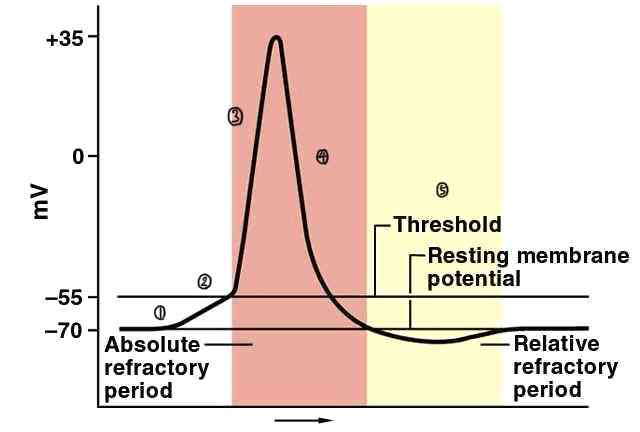 +35
③
0
④
mV
⑤
Threshold
Resting membrane
potential
②
–55
①
–70
Absolute
refractory
period
Relative
refractory
period